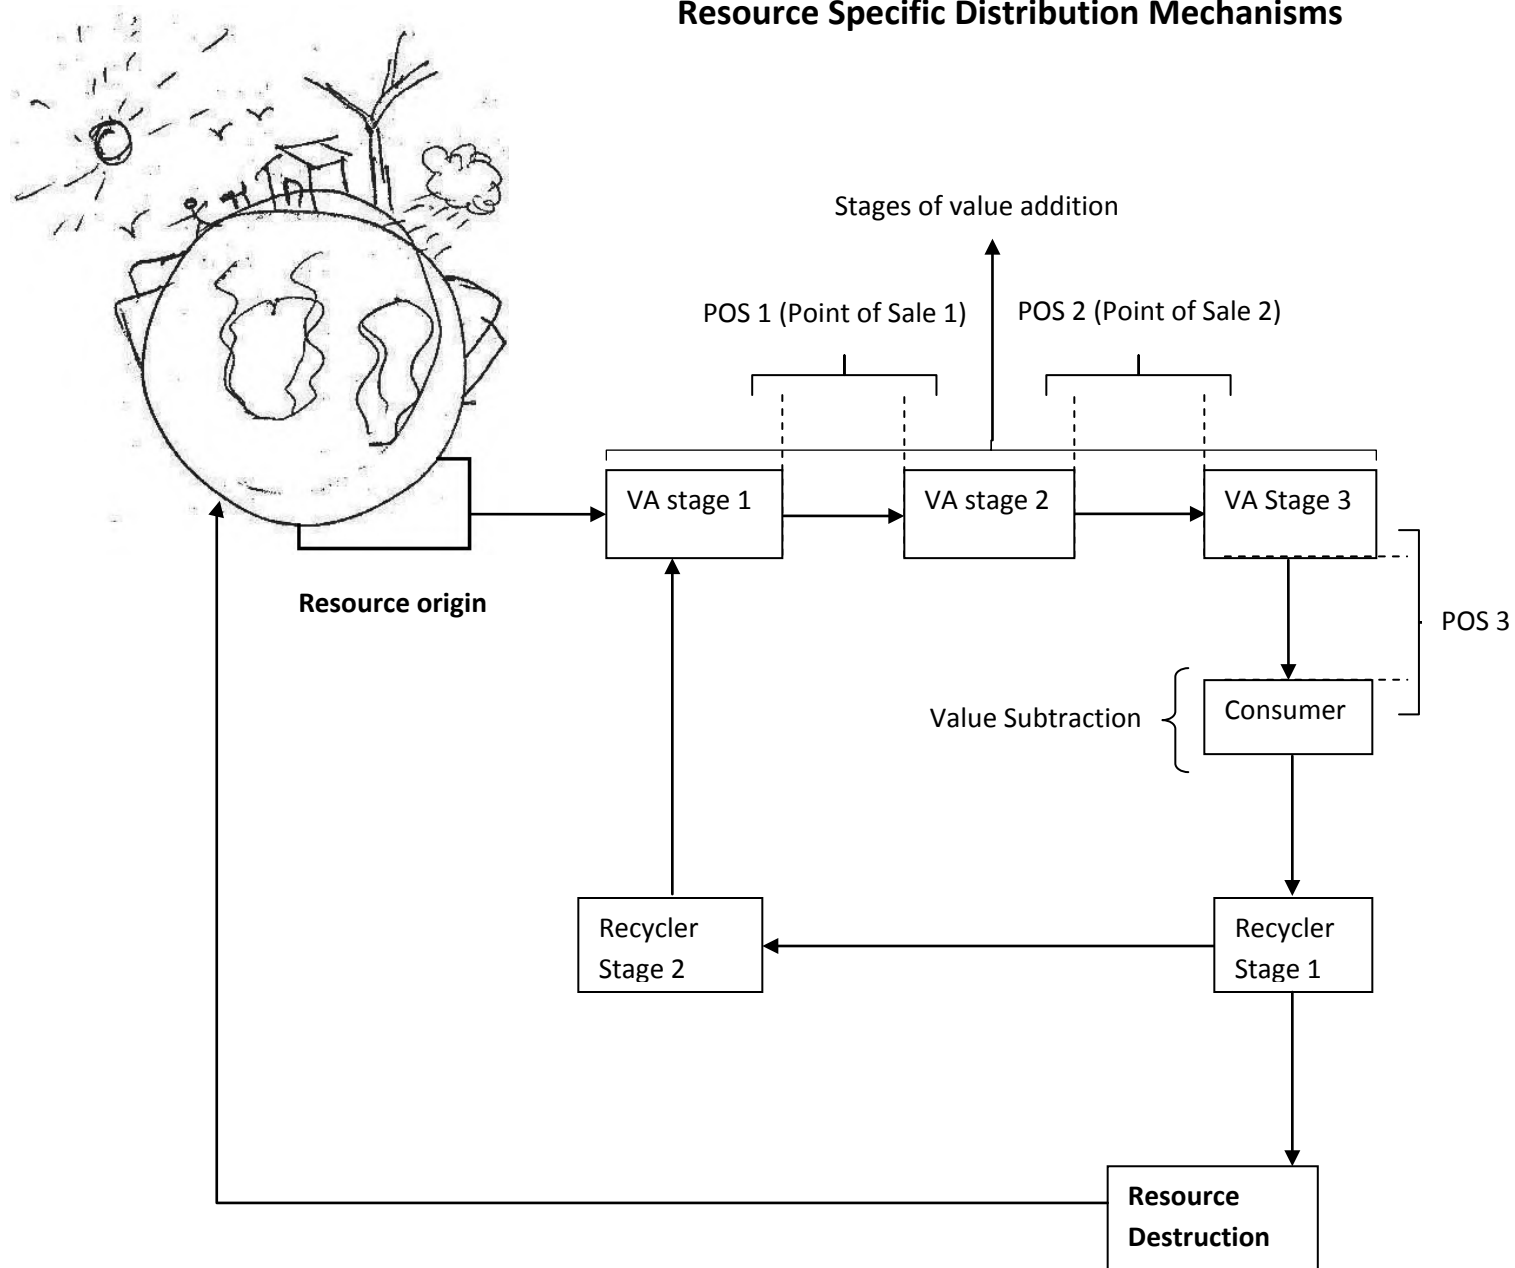 Resource Specific Distribution Mechanisms
Stages of value addition
POS 1 (Point of Sale 1)
POS 2 (Point of Sale 2)
VA stage 1
VA stage 2
VA Stage 3
Resource origin
POS 3
Value Subtraction
Consumer
Recycler
Stage 2
Recycler
Stage 1
Resource
Destruction